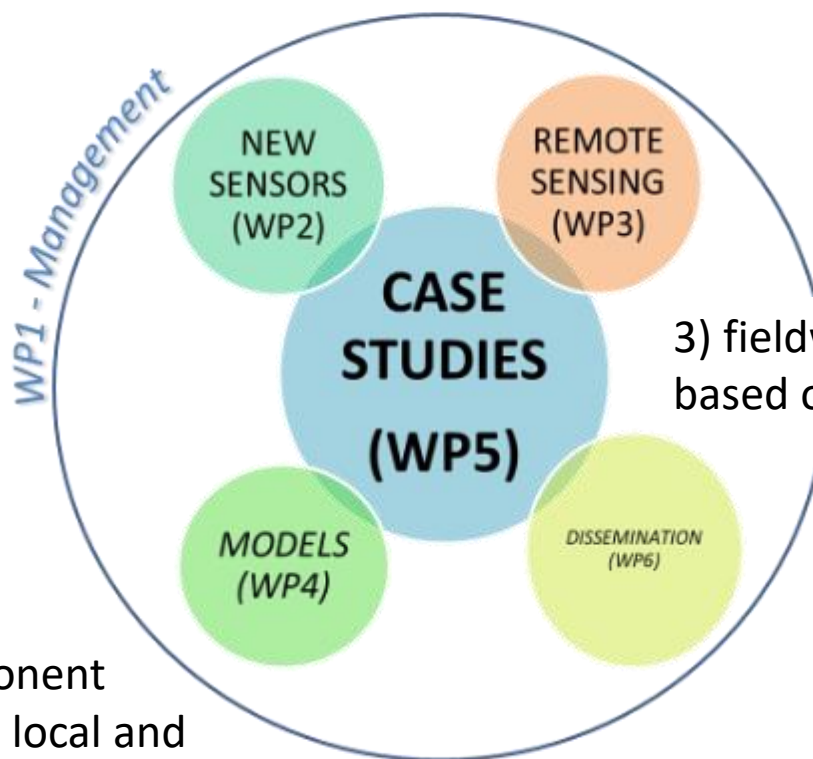 WP1 - Management
NEW
SENSORS
(WP2)
REMOTE
SENSING
(WP3)
CASE
STUDIES
(WP5)
3) field
based
MODELS
(WP4)
DISSEMINATION
(WP6)
onent
local and